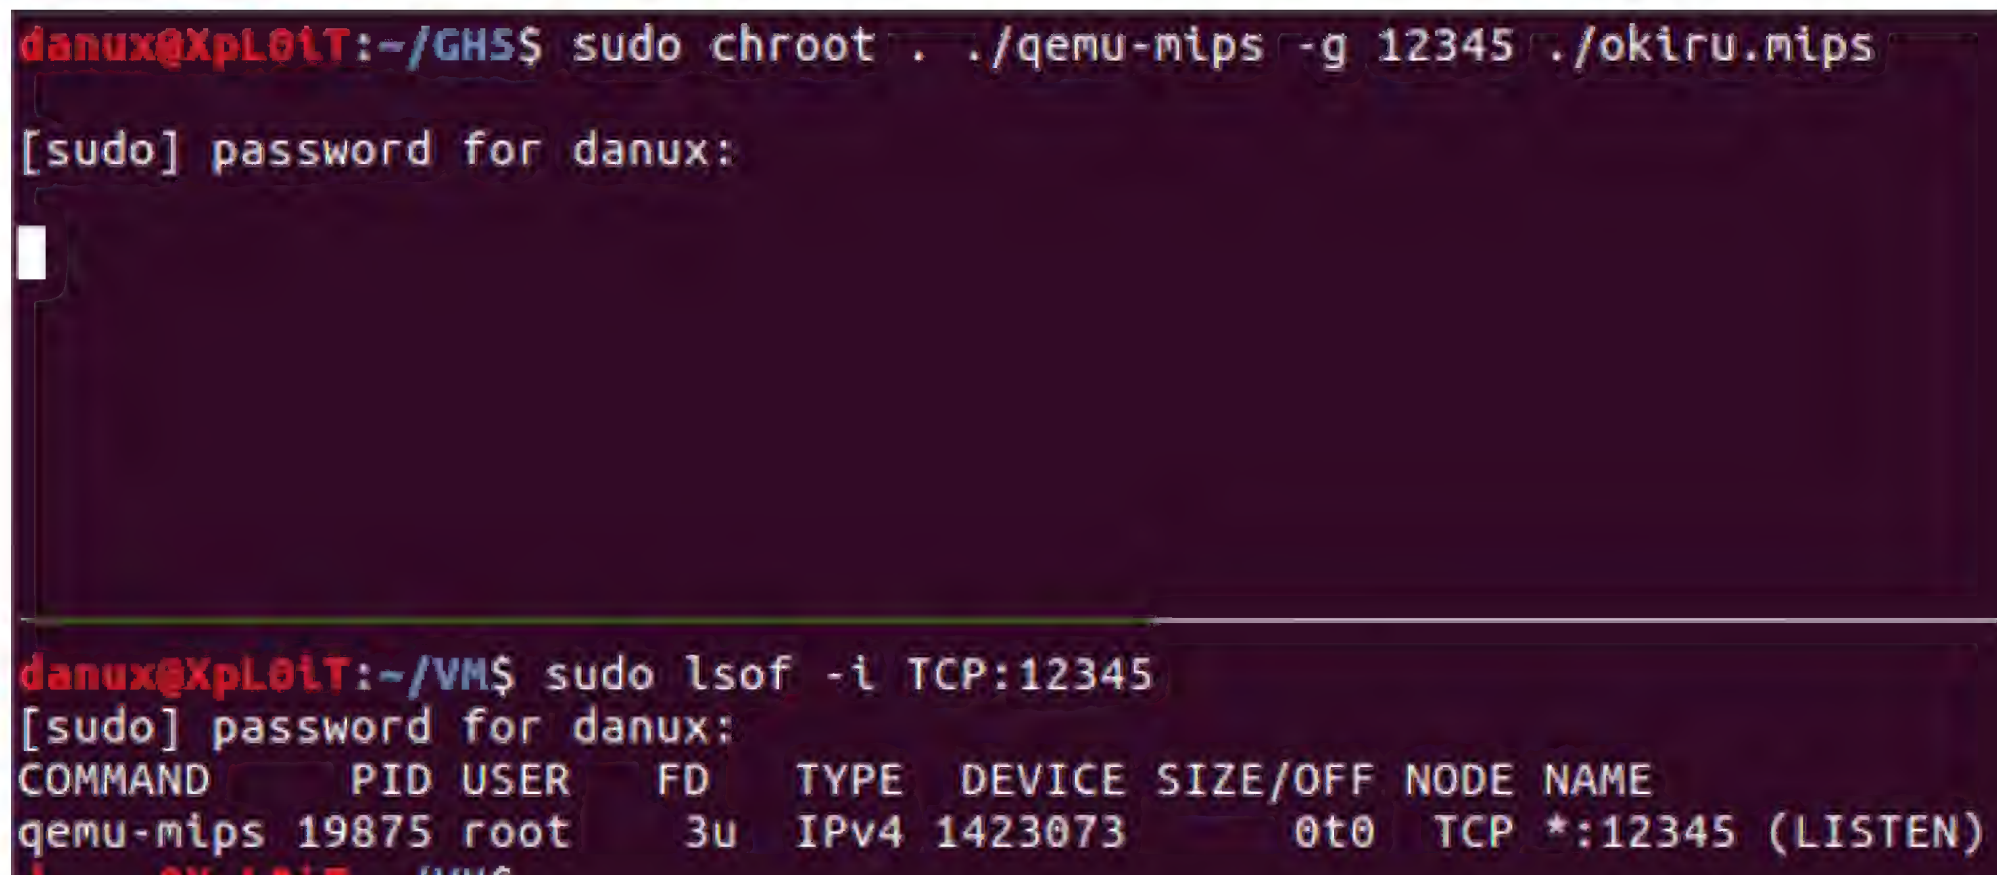 danux@XpL0iT:~/GHS$ sudo chroot . ./qemu-mips -g 12345 ./okiru.mips
[sudo] password for danux:
danux@XpL0iT:~/VM$ sudo lsof -i TCP:12345
[sudo] password for danux:
COMMAND     PID USER   FD   TYPE  DEVICE SIZE/OFF NODE NAME
qemu-mips 19875 root    3u  IPv4 1423073      0t0  TCP *:12345 (LISTEN)